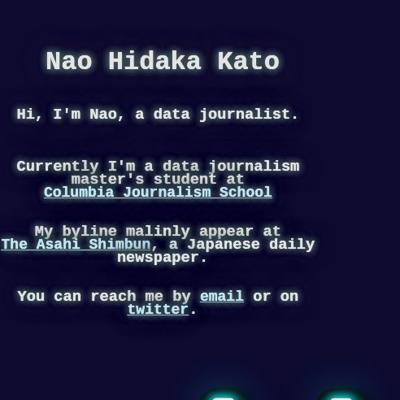 Nao Hidaka Kato
Hi, I'm Nao, a data journalist.
Currently I'm a data journalism
master's student at
Columbia Journalism School
My byline malinly appear at
The Asahi Shimbun, a Japanese daily
newspaper.
You can reach me by email or on
twitter.